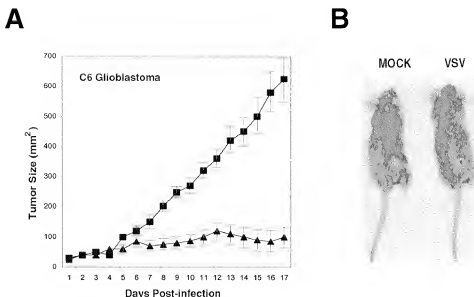 A
B
C6 Glioblastoma
MOCK VSV
Tumor Size (mm²)
700
600
500
400
300
200
100
0
1 2 3 4 5 6 7 8 9 10 11 12 13 14 15 16 17
Days Post-infection